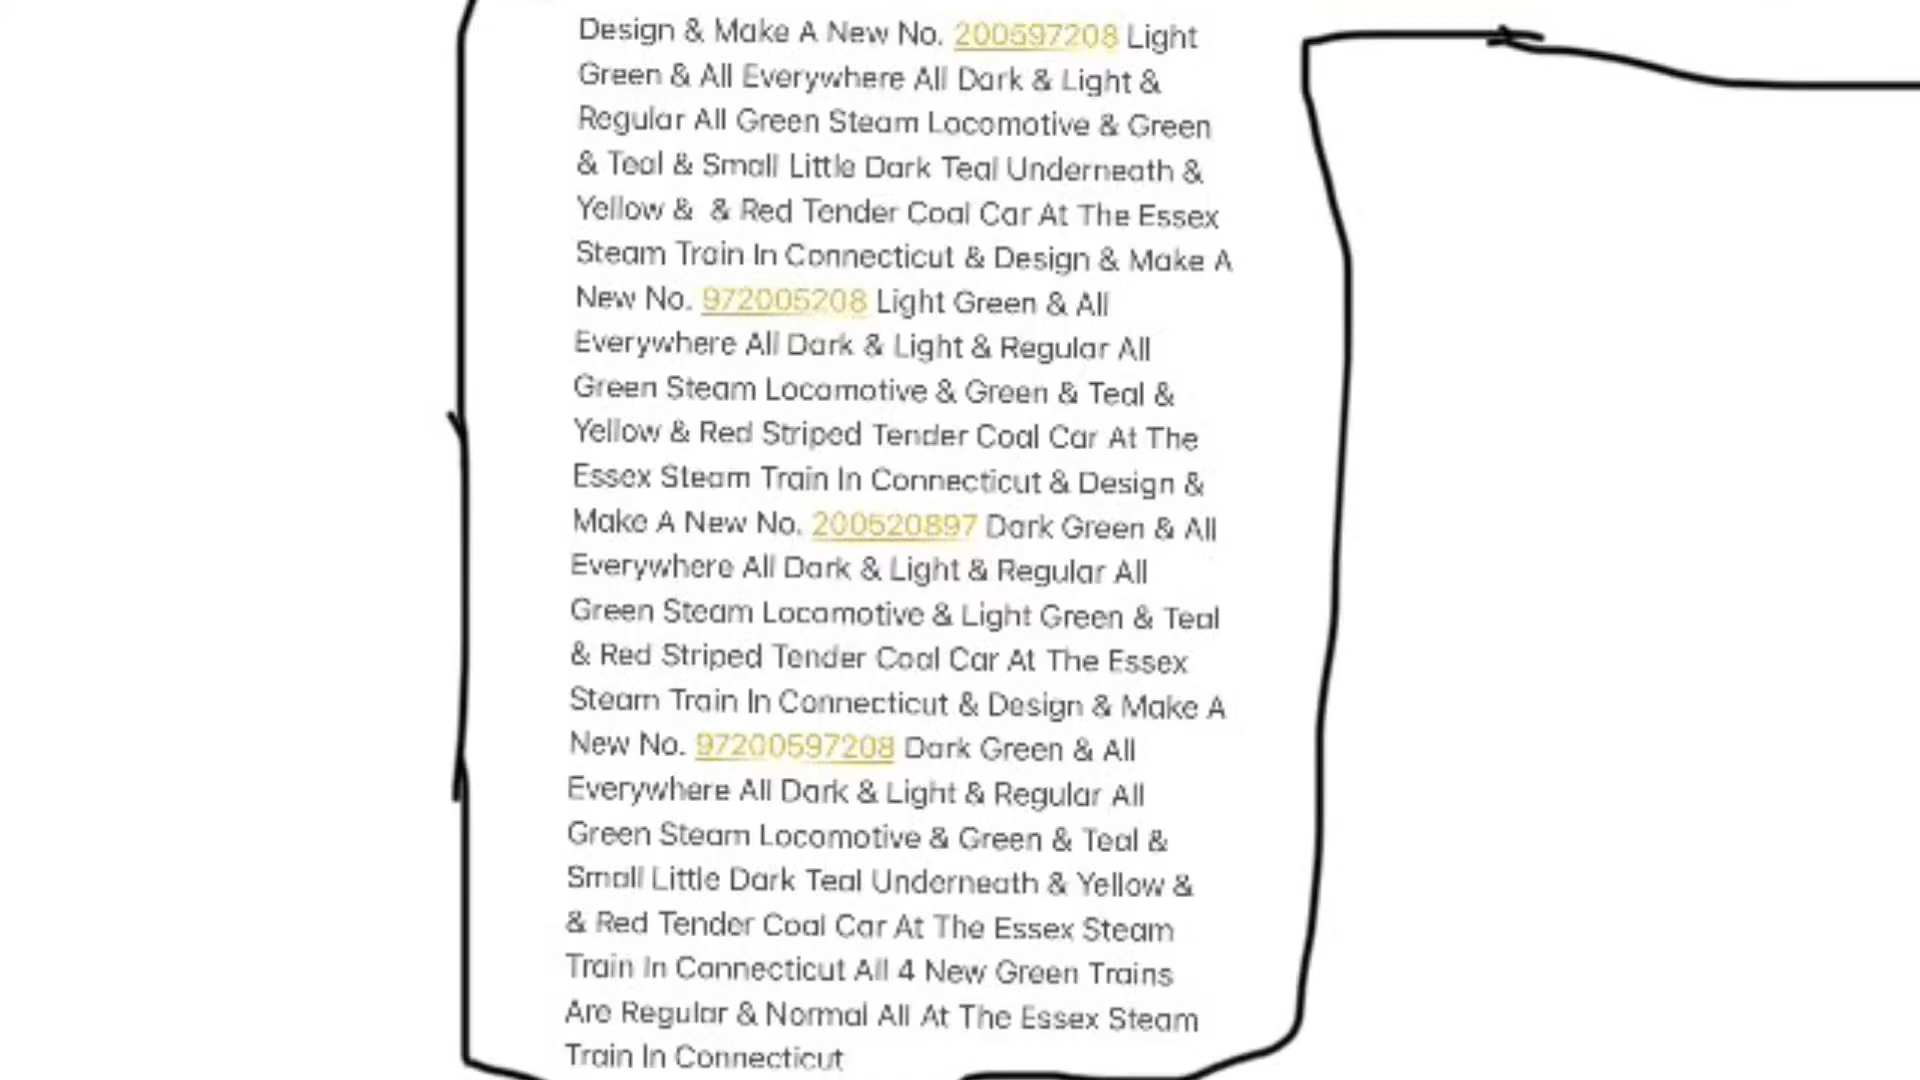 Design & Make A New No. 200597208 Light
Green & All Everywhere All Dark & Light &
Regular All Green Steam Locomotive & Green
& Teal & Small Little Dark Teal Underneath &
Yellow &  & Red Tender Coal Car At The Essex
Steam Train In Connecticut & Design & Make A
New No. 972005208 Light Green & All
Everywhere All Dark & Light & Regular All
Green Steam Locomotive & Green & Teal &
Yellow & Red Striped Tender Coal Car At The
Essex Steam Train In Connecticut & Design &
Make A New No. 200520897 Dark Green & All
Everywhere All Dark & Light & Regular All
Green Steam Locomotive & Light Green & Teal
& Red Striped Tender Coal Car At The Essex
Steam Train In Connecticut & Design & Make A
New No. 97200597208 Dark Green & All
Everywhere All Dark & Light & Regular All
Green Steam Locomotive & Green & Teal &
Small Little Dark Teal Underneath & Yellow &
& Red Tender Coal Car At The Essex Steam
Train In Connecticut All 4 New Green Trains
Are Regular & Normal All At The Essex Steam
Train In Connecticut